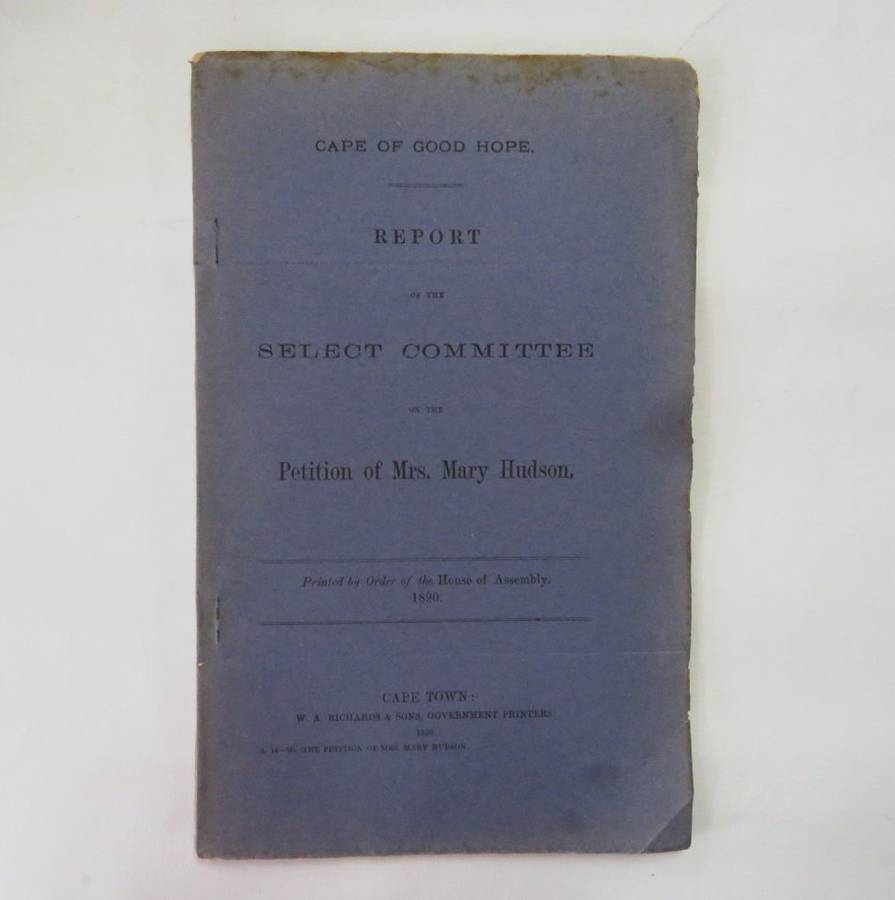 CAPE OF GOOD HOPE.
REPORT
OF THE
SELECT COMMITTEE
ON THE
Petition of Mrs. Mary Hudson.
Printed by Order of the House of Assembly.
1890.
CAPE TOWN:
W. A. RICHARDS & SONS, GOVERNMENT PRINTERS
1890
THE PETITION OF MRS. MARY HUDSON.